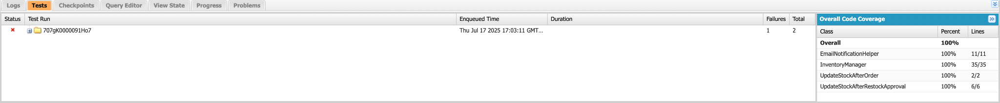 Logs Tests Checkpoints Query Editor View State Progress Problems
Status Test Run Enqueued Time Duration Failures Total
707gK0000091Ho7 Thu Jul 17 2025 17:03:11 GMT... 1 2
Overall Code Coverage
Class Percent Lines
Overall 100%
EmailNotificationHelper 100% 11/11
InventoryManager 100% 35/35
UpdateStockAfterOrder 100% 2/2
UpdateStockAfterRestockApproval 100% 6/6